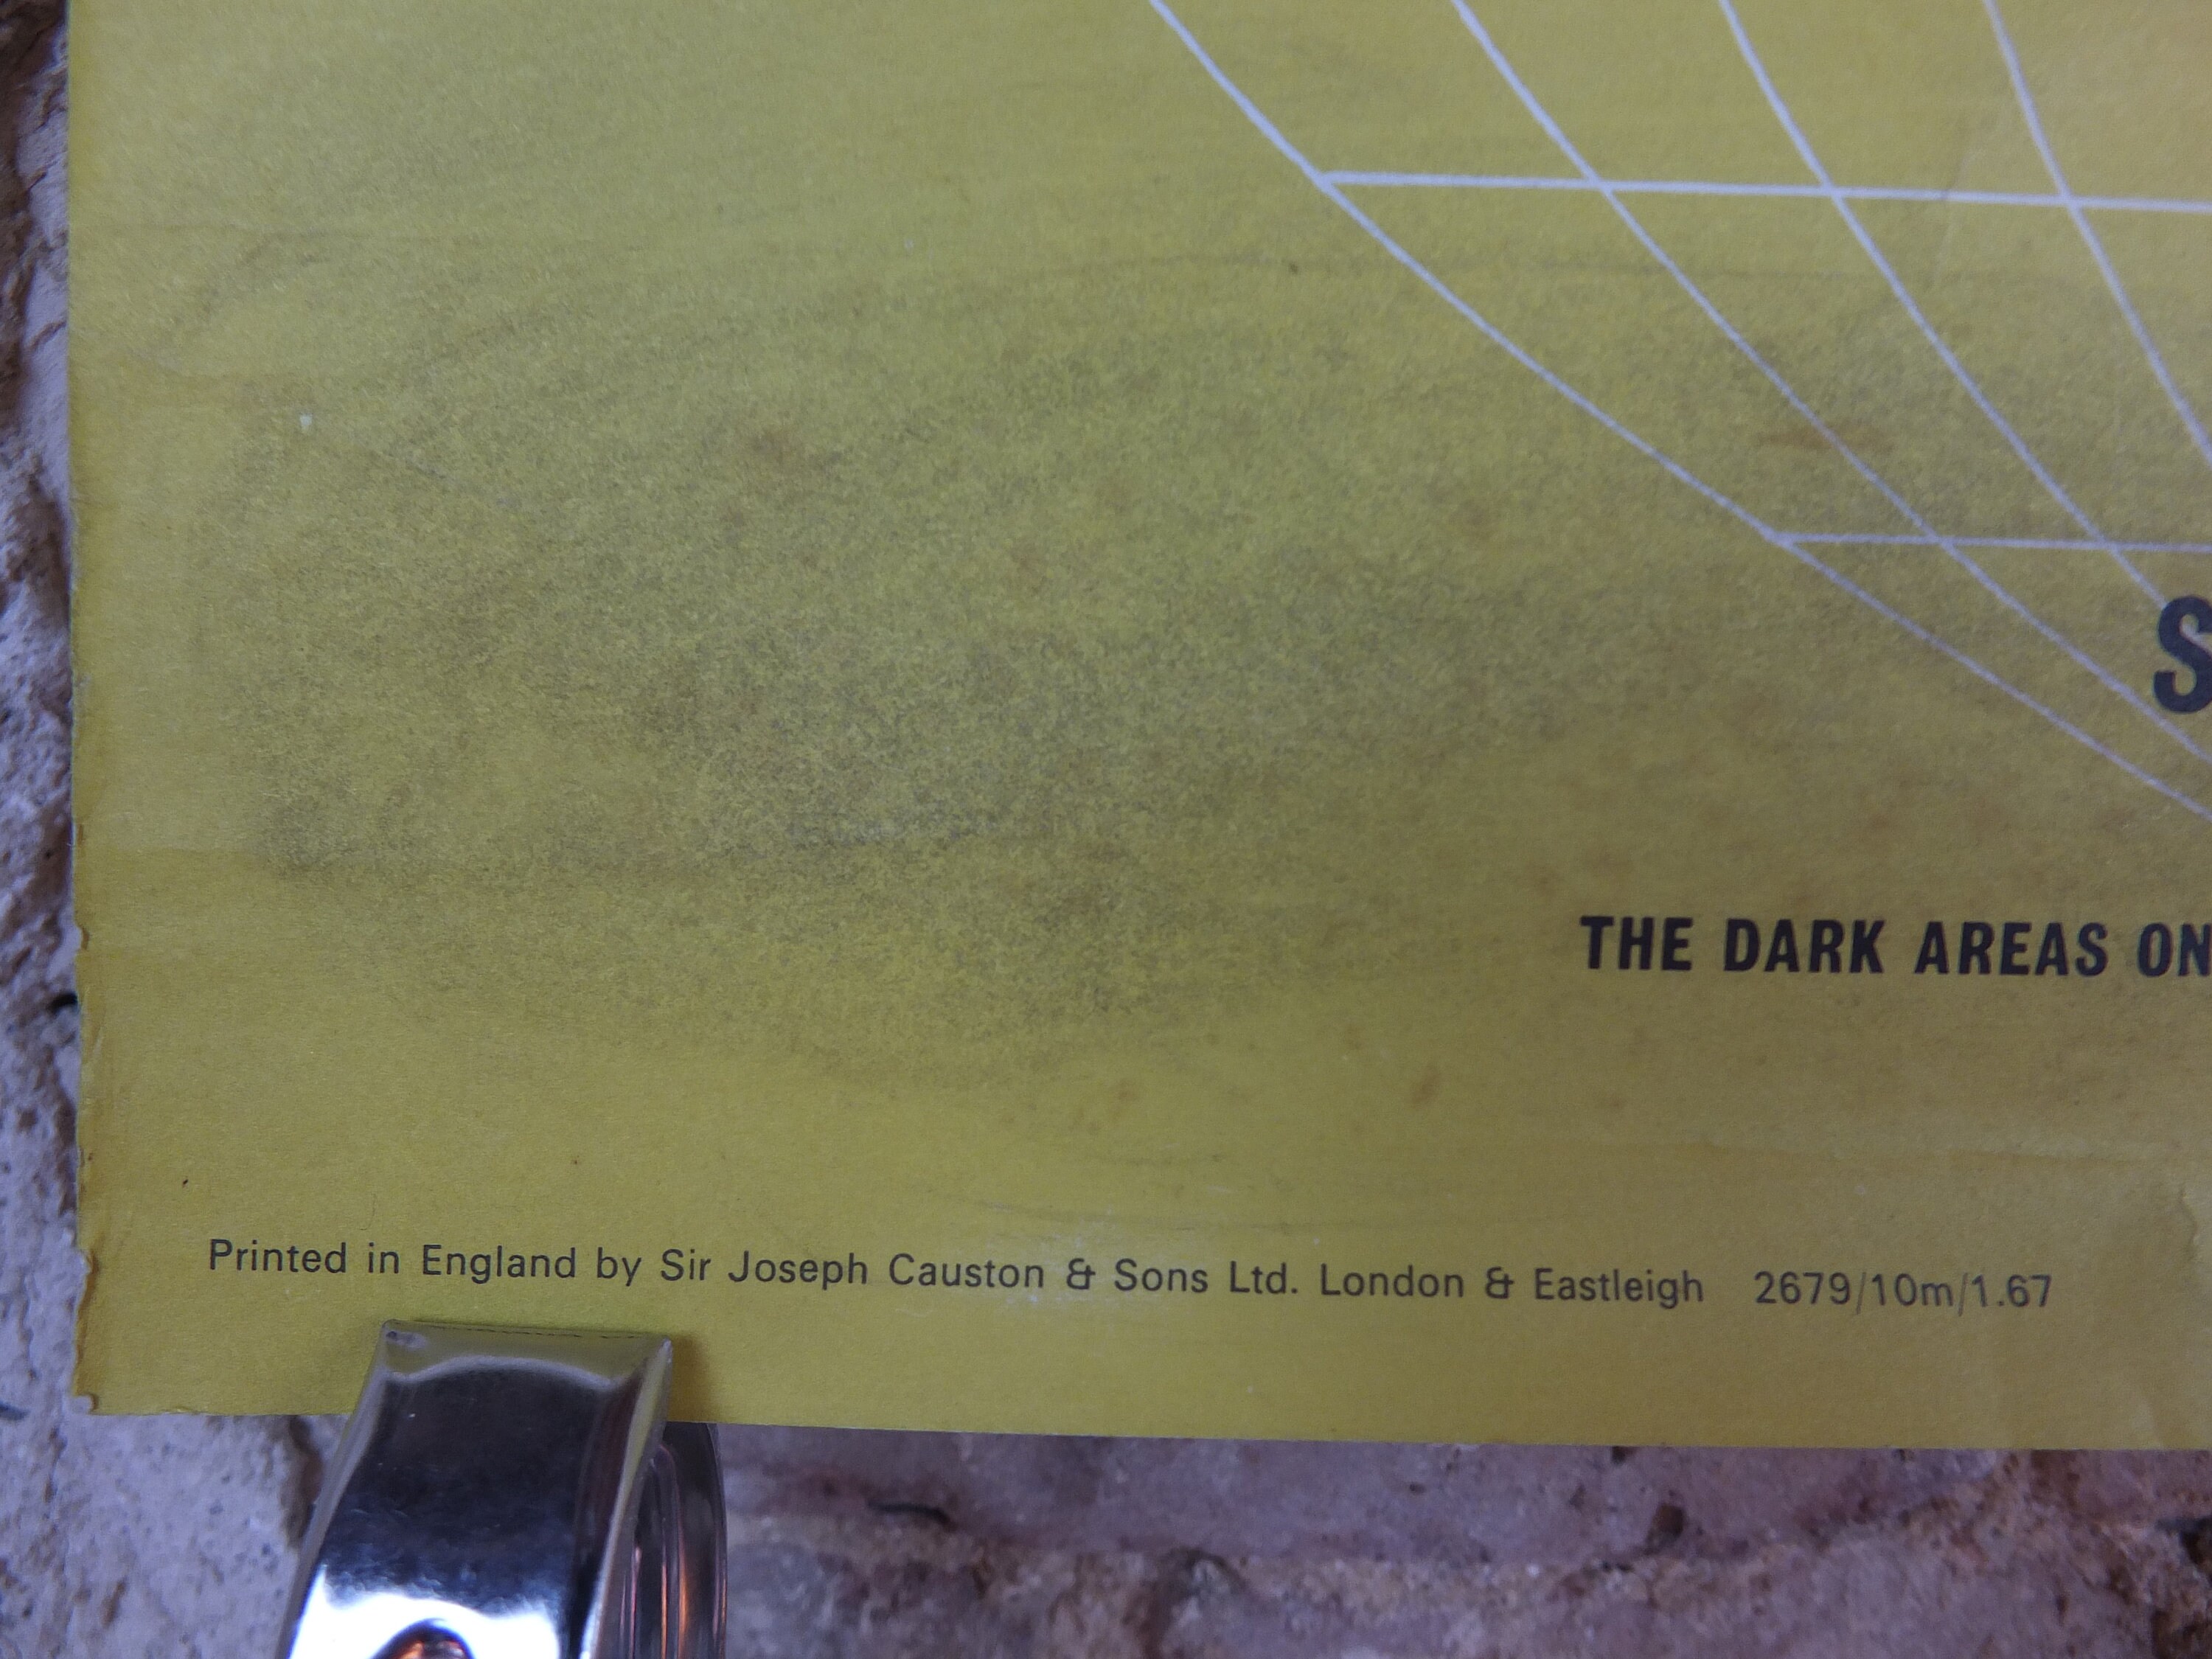 S
THE DARK AREAS ON
Printed in England by Sir Joseph Causton & Sons Ltd. London & Eastleigh 2679/10m/1.67